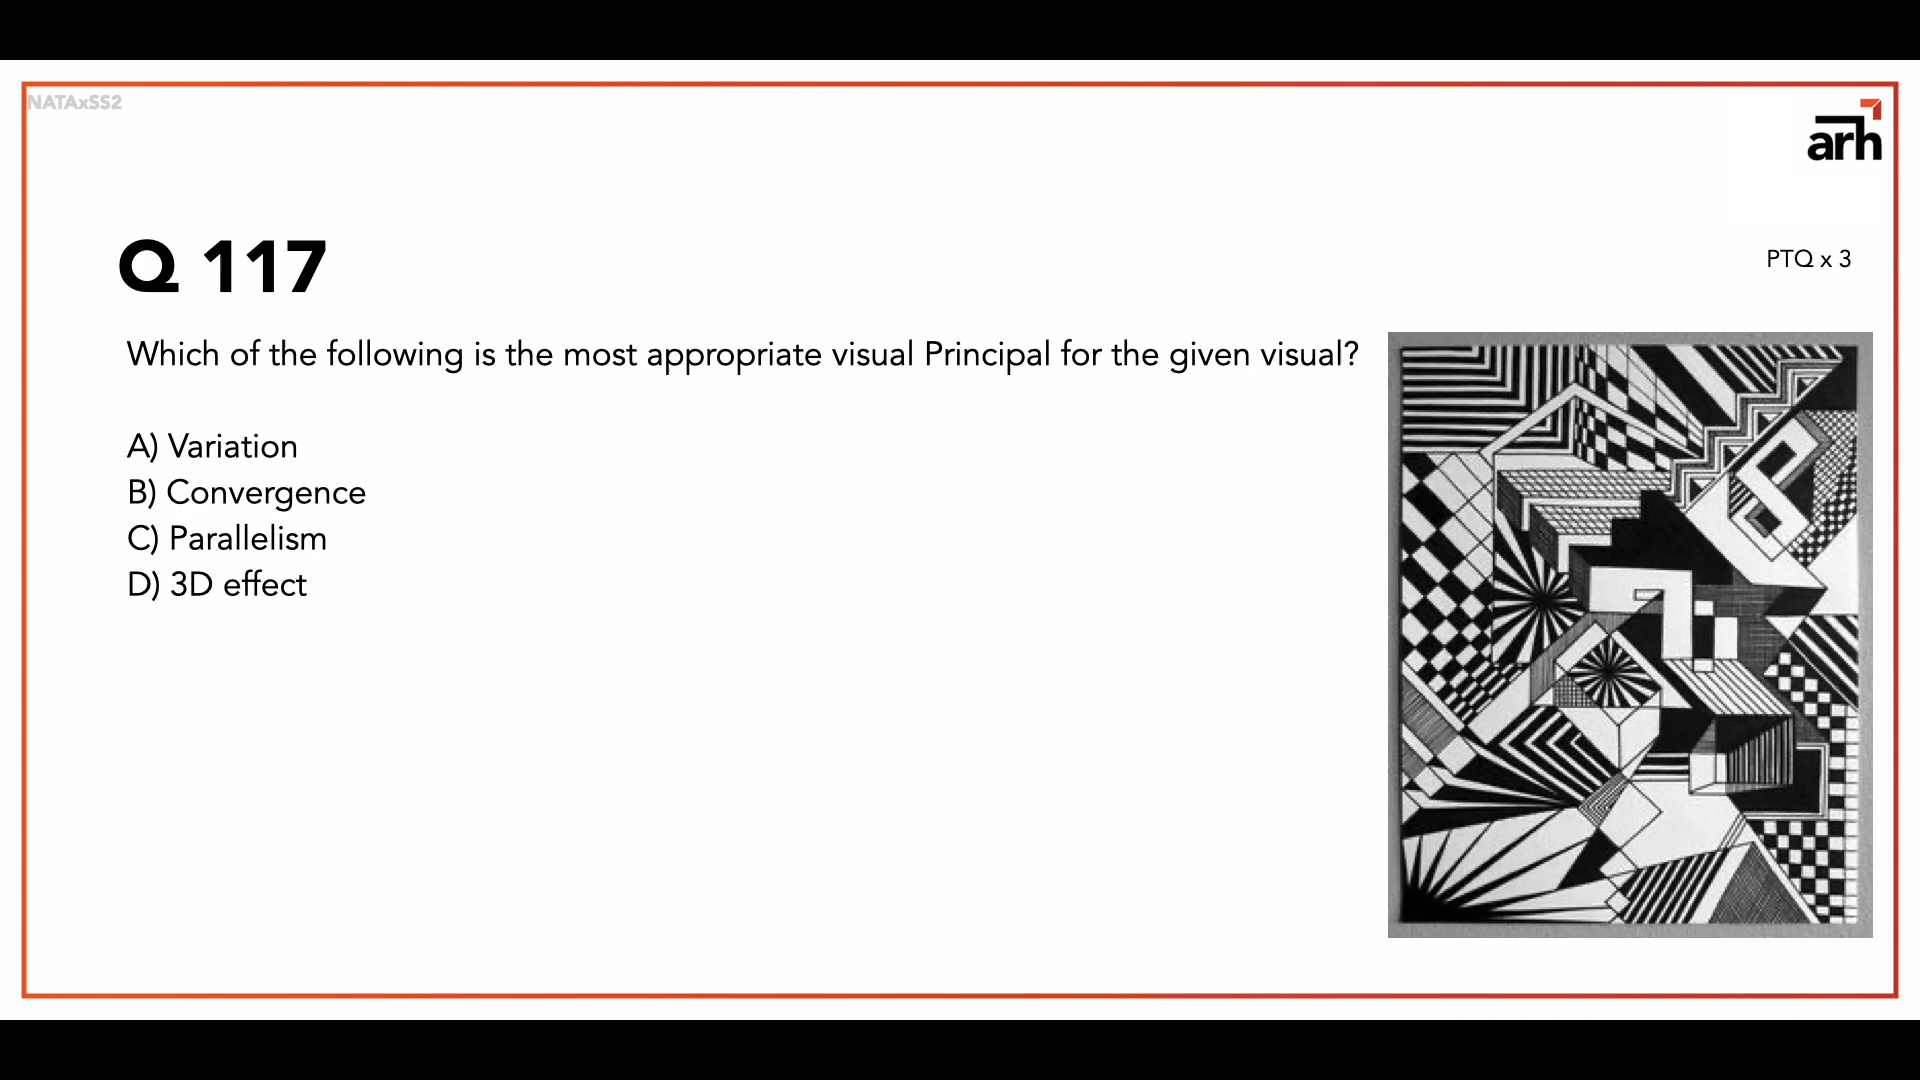 NATAxSS2
arh
Q 117
PTQ x 3
Which of the following is the most appropriate visual Principal for the given visual?
A) Variation
B) Convergence
C) Parallelism
D) 3D effect